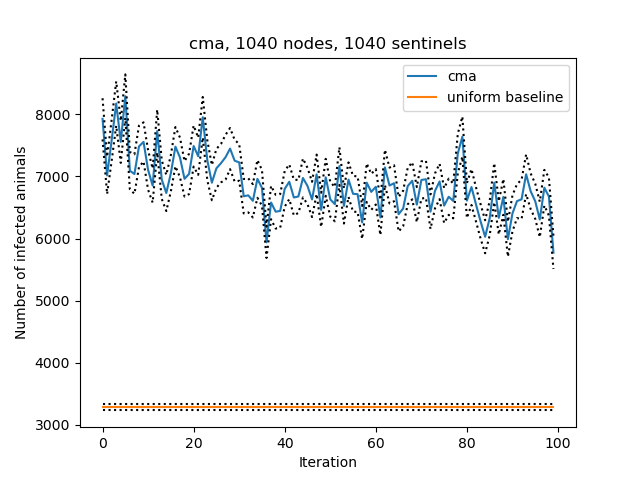 cma, 1040 nodes, 1040 sentinels
cma
uniform baseline
Number of infected animals
8000
7000
6000
5000
4000
3000
0 20 40 60 80 100
Iteration